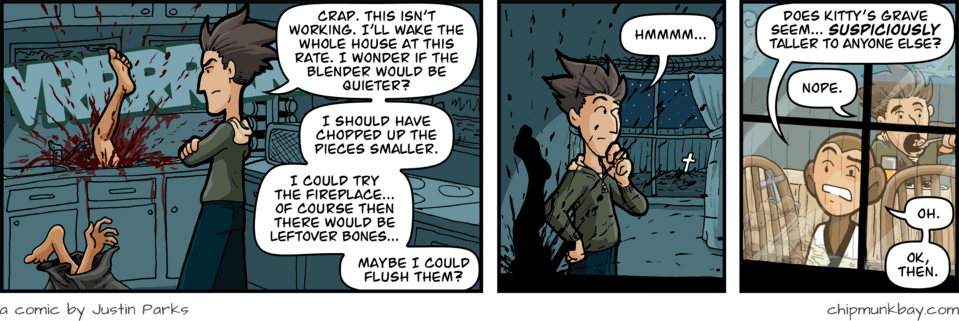 VRRRRR
CRAP. THIS ISN'T
WORKING. I'LL WAKE THE
WHOLE HOUSE AT THIS
RATE. I WONDER IF THE
BLENDER WOULD BE
QUIETER?
I SHOULD HAVE
CHOPPED UP THE
PIECES SMALLER.
I COULD TRY
THE FIREPLACE...
OF COURSE THEN
THERE WOULD BE
LEFTOVER BONES...
MAYBE I COULD
FLUSH THEM?
HMMMM...
DOES KITTY'S GRAVE
SEEM... SUSPICIOUSLY
TALLER TO ANYONE ELSE?
NOPE.
OH.
OK,
THEN.
a comic by Justin Parks
chipmunkbay.com